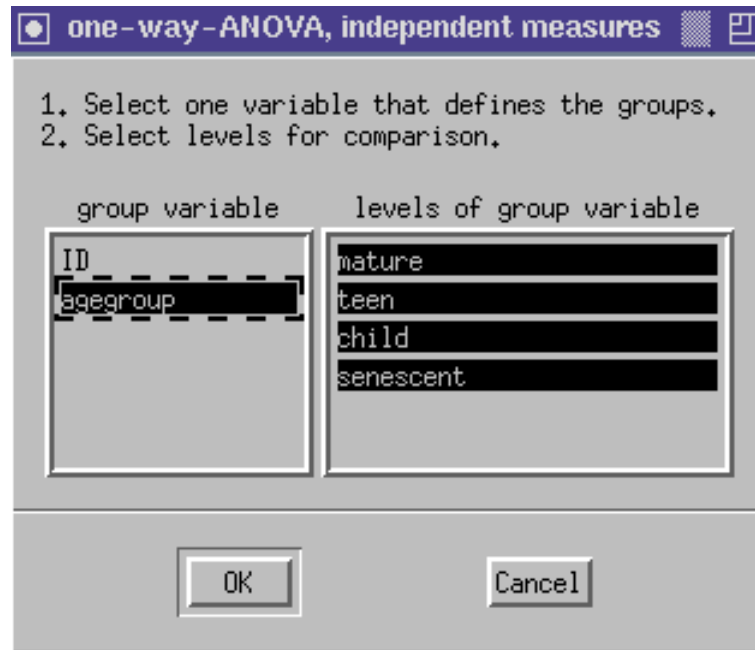 one-way-ANOVA, independent measures
1. Select one variable that defines the groups.
2. Select levels for comparison.
group variable
levels of group variable
ID
agegroup
mature
teen
child
senescent
OK
Cancel